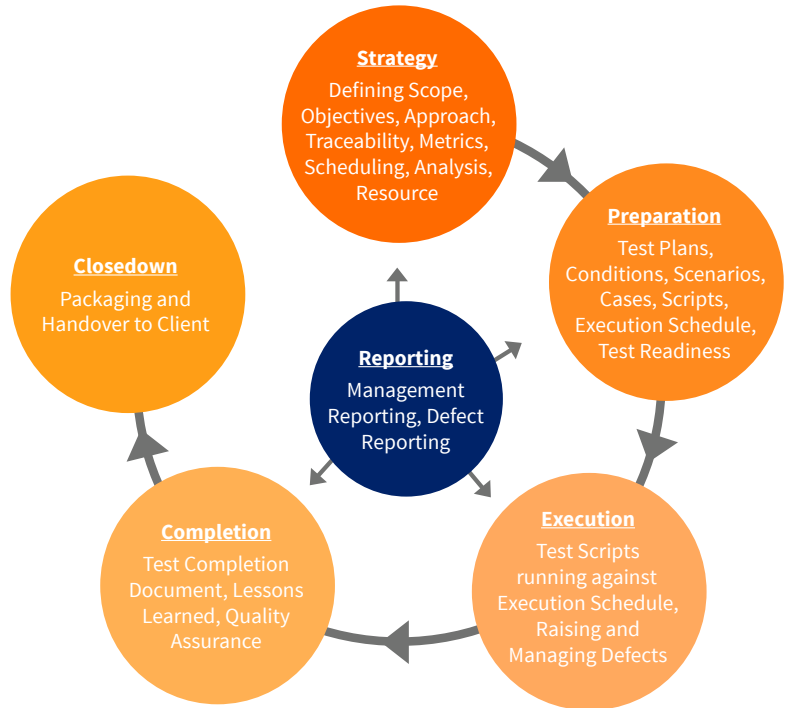 Strategy
Defining Scope,
Objectives, Approach,
Traceability, Metrics,
Scheduling, Analysis,
Resource
Preparation
Test Plans,
Conditions, Scenarios,
Cases, Scripts,
Execution Schedule,
Test Readiness
Execution
Test Scripts
running against
Execution Schedule,
Raising and
Managing Defects
Completion
Test Completion
Document, Lessons
Learned, Quality
Assurance
Closedown
Packaging and
Handover to Client
Reporting
Management
Reporting, Defect
Reporting